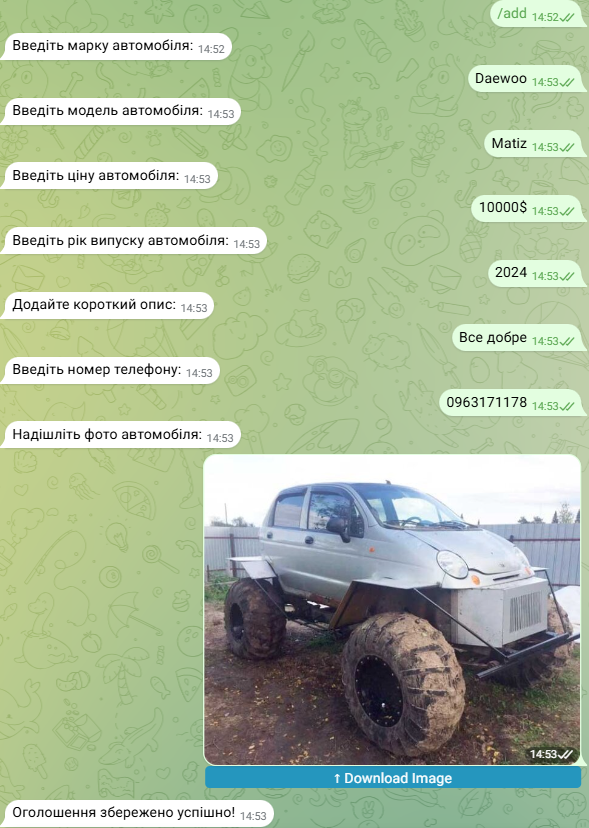 /add 14:52
Введіть марку автомобіля: 14:52
Daewoo 14:53
Введіть модель автомобіля: 14:53
Matiz 14:53
Введіть ціну автомобіля: 14:53
10000$ 14:53
Введіть рік випуску автомобіля: 14:53
2024 14:53
Додайте короткий опис: 14:53
Все добре 14:53
Введіть номер телефону: 14:53
0963171178 14:53
Надішліть фото автомобіля: 14:53
14:53
↑ Download Image
Оголошення збережено успішно! 14:53